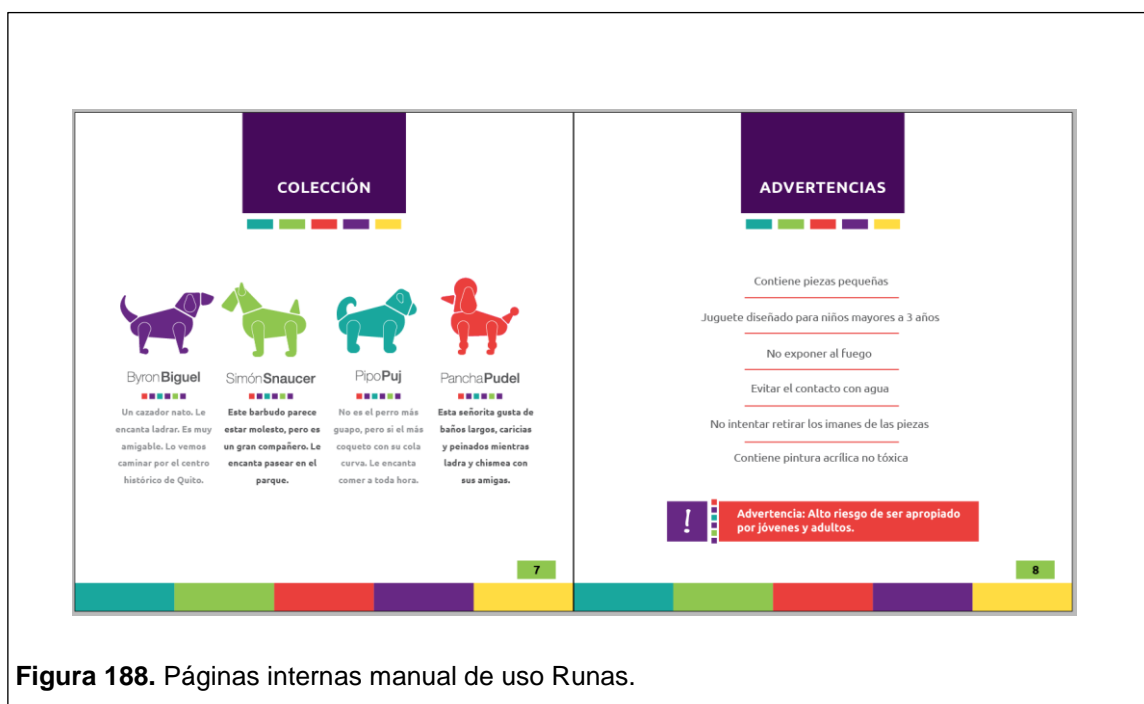 COLECCIÓN
ByronBiguel
Un cazador nato. Le
encanta ladrar. Es muy
amigable. Lo vemos
caminar por el centro
histórico de Quito.
SimónSnaucer
Este barbudo parece
estar molesto, pero es
un gran compañero. Le
encanta pasear en el
parque.
PipoPuj
No es el perro más
guapo, pero si el más
coqueto con su cola
curva. Le encanta
comer a toda hora.
PanchaPudel
Esta señorita gusta de
baños largos, caricias
y peinados mientras
ladra y chismea con
sus amigas.
7
ADVERTENCIAS
Contiene piezas pequeñas
Juguete diseñado para niños mayores a 3 años
No exponer al fuego
Evitar el contacto con agua
No intentar retirar los imanes de las piezas
Contiene pintura acrílica no tóxica
!
Advertencia: Alto riesgo de ser apropiado
por jóvenes y adultos.
8
Figura 188. Páginas internas manual de uso Runas.